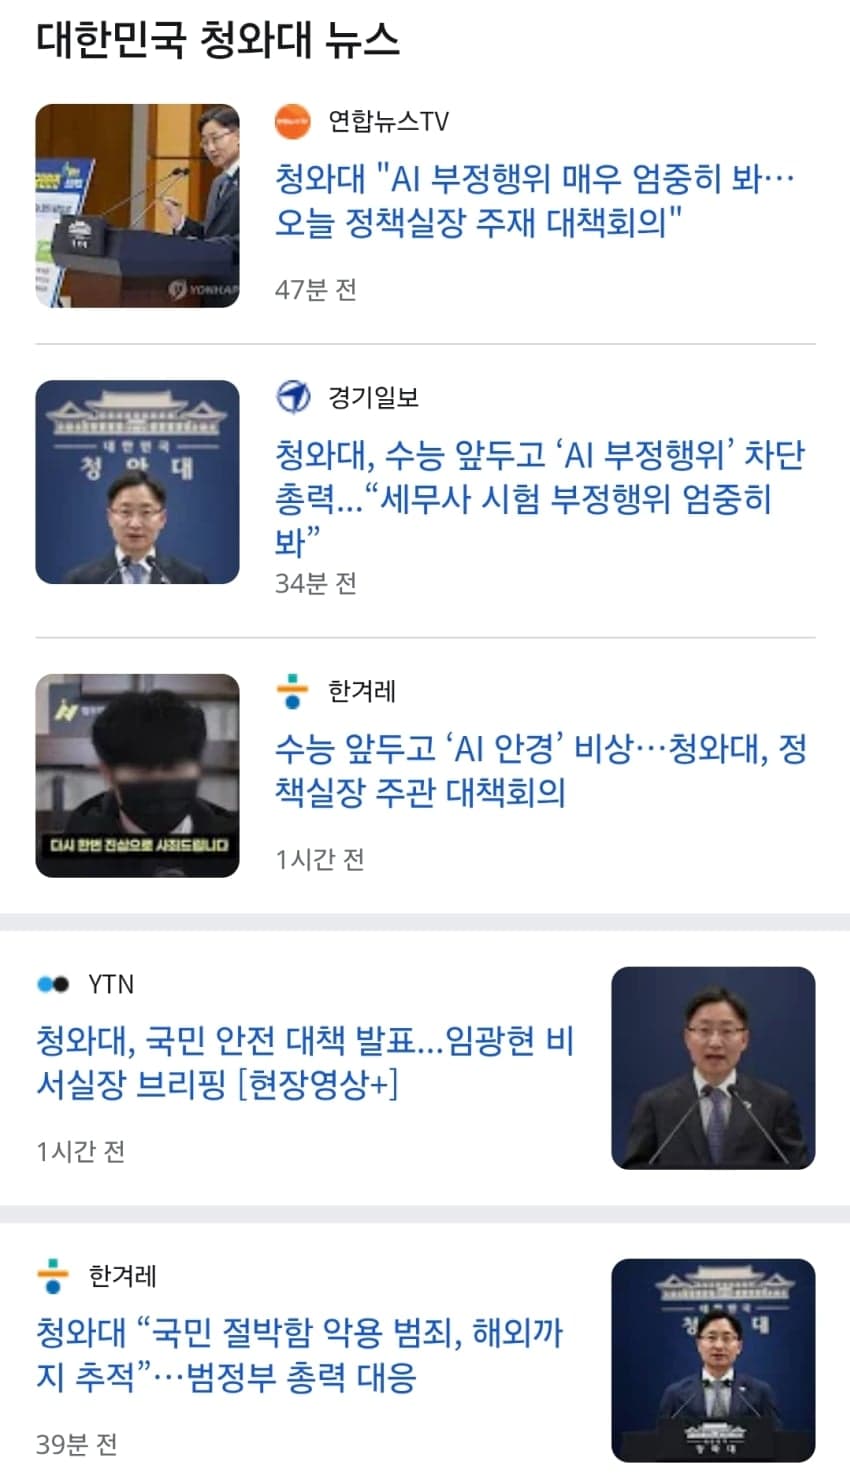 대한민국 청와대 뉴스
연합뉴스TV
청와대 "AI 부정행위 매우 엄중히 봐…
오늘 정책실장 주재 대책회의"
47분 전
YONHAP
경기일보
청와대, 수능 앞두고 ‘AI 부정행위’ 차단
총력...“세무사 시험 부정행위 엄중히
봐”
34분 전
대한민국
청와대
한겨레
수능 앞두고 ‘AI 안경’ 비상…청와대, 정
책실장 주관 대책회의
1시간 전
다시 한번 진심으로 사죄드립니다
YTN
청와대, 국민 안전 대책 발표...임광현 비
서실장 브리핑 [현장영상+]
1시간 전
한겨레
청와대 “국민 절박함 악용 범죄, 해외까
지 추적”…범정부 총력 대응
39분 전
대한민국
청 대
청와대